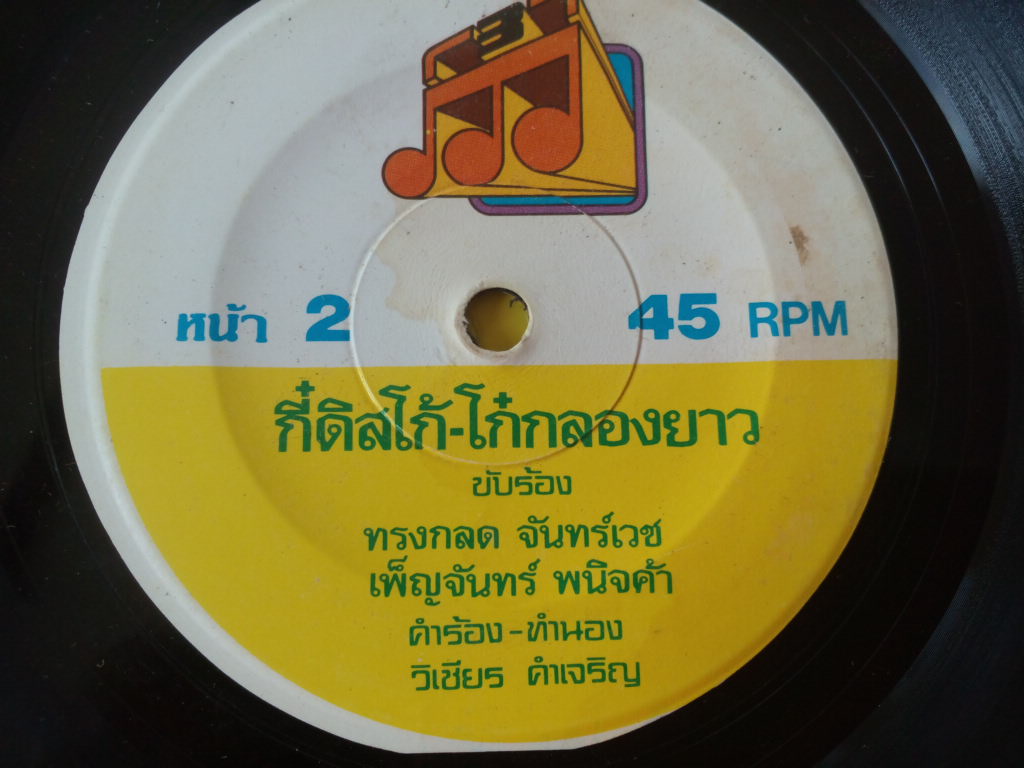 3
หน้า 2 45 RPM
กี๋ดิสโก้-โก๋กลองยาว
ขับร้อง
ทรงกลด จันทร์เวช
เพ็ญจันทร์ พนิจค้า
คำร้อง - ทำนอง
วิเชียร คำเจริญ